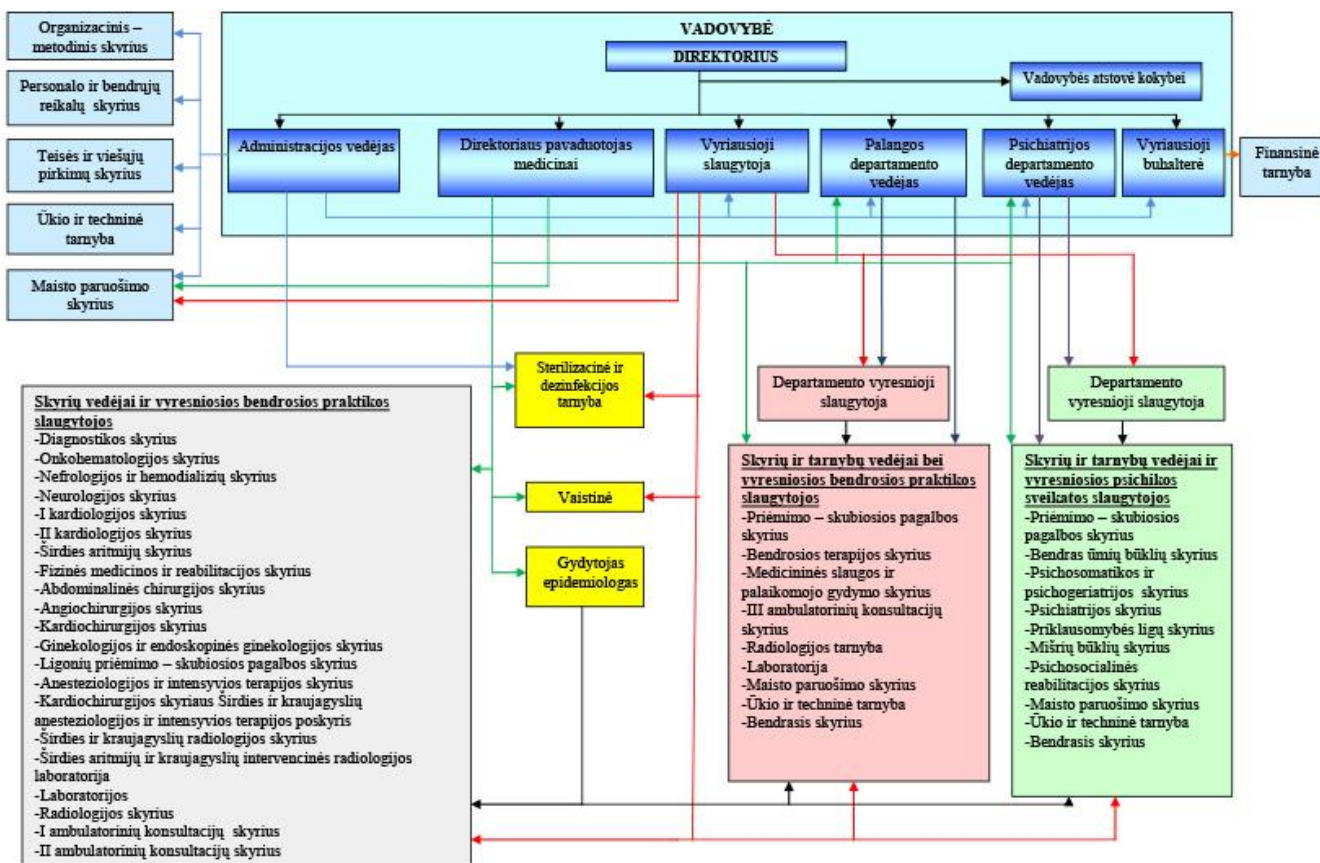 Organizacinis –
metodinis skyrius
Personalo ir bendrųjų
reikalų skyrius
Teisės ir viešųjų
pirkimų skyrius
Ūkio ir techninė
tarnyba
Maisto paruošimo
skyrius
VADOVYBĖ
DIREKTORIUS
Vadovybės atstovė kokybei
Administracijos vedėjas
Direktoriaus pavaduotojas
medicinai
Vyriausioji
slaugytoja
Palangos
departamento
vedėjas
Psichiatrijos
departamento
vedėjas
Vyriausioji
buhalterė
Finansinė
tarnyba
Sterilizacinė ir
dezinfekcijos
tarnyba
Vaistinė
Gydytojas
epidemiologas
Departamento vyresnioji
slaugytoja
Departamento
vyresnioji slaugytoja
Skyrių vedėjai ir vyresniosios bendrosios praktikos
slaugytojos
-Diagnostikos skyrius
-Onkohematologijos skyrius
-Nefrologijos ir hemodializių skyrius
-Neurologijos skyrius
-I kardiologijos skyrius
-II kardiologijos skyrius
-Širdies aritmijų skyrius
-Fizinės medicinos ir reabilitacijos skyrius
-Abdominalinės chirurgijos skyrius
-Angiochirurgijos skyrius
-Kardiochirurgijos skyrius
-Ginekologijos ir endoskopinės ginekologijos skyrius
-Ligonių priėmimo – skubiosios pagalbos skyrius
-Anesteziologijos ir intensyvios terapijos skyrius
-Kardiochirurgijos skyriaus Širdies ir kraujagyslių
anesteziologijos ir intensyvios terapijos poskyris
-Širdies ir kraujagyslių radiologijos skyrius
-Širdies aritmijų ir kraujagyslių intervencinės radiologijos
laboratorija
-Laboratorijos
-Radiologijos skyrius
-I ambulatorinių konsultacijų skyrius
-II ambulatorinių konsultacijų skyrius
Skyrių ir tarnybų vedėjai bei
vyresniosios bendrosios praktikos
slaugytojos
-Priėmimo – skubiosios pagalbos
skyrius
-Bendrosios terapijos skyrius
-Medicininės slaugos ir
palaikomojo gydymo skyrius
-III ambulatorinių konsultacijų
skyrius
-Radiologijos tarnyba
-Laboratorija
-Maisto paruošimo skyrius
-Ūkio ir techninė tarnyba
-Bendrasis skyrius
Skyrių ir tarnybų vedėjai ir
vyresniosios psichikos
sveikatos slaugytojos
-Priėmimo – skubiosios
pagalbos skyrius
-Bendras ūmių būklių skyrius
-Psichosomatikos ir
psichogeriatrijos skyrius
-Psichiatrijos skyrius
-Priklausomybės ligų skyrius
-Mišrių būklių skyrius
-Psichosocialinės
reabilitacijos skyrius
-Maisto paruošimo skyrius
-Ūkio ir techninė tarnyba
-Bendrasis skyrius